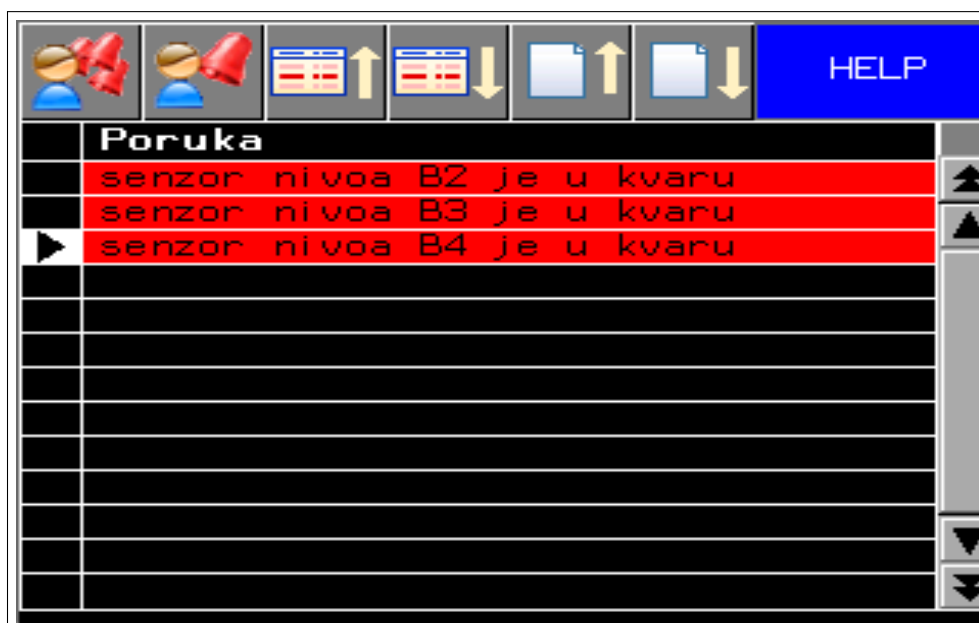 HELP
Poruka
senzor nivoa B2 je u kvaru
senzor nivoa B3 je u kvaru
senzor nivoa B4 je u kvaru